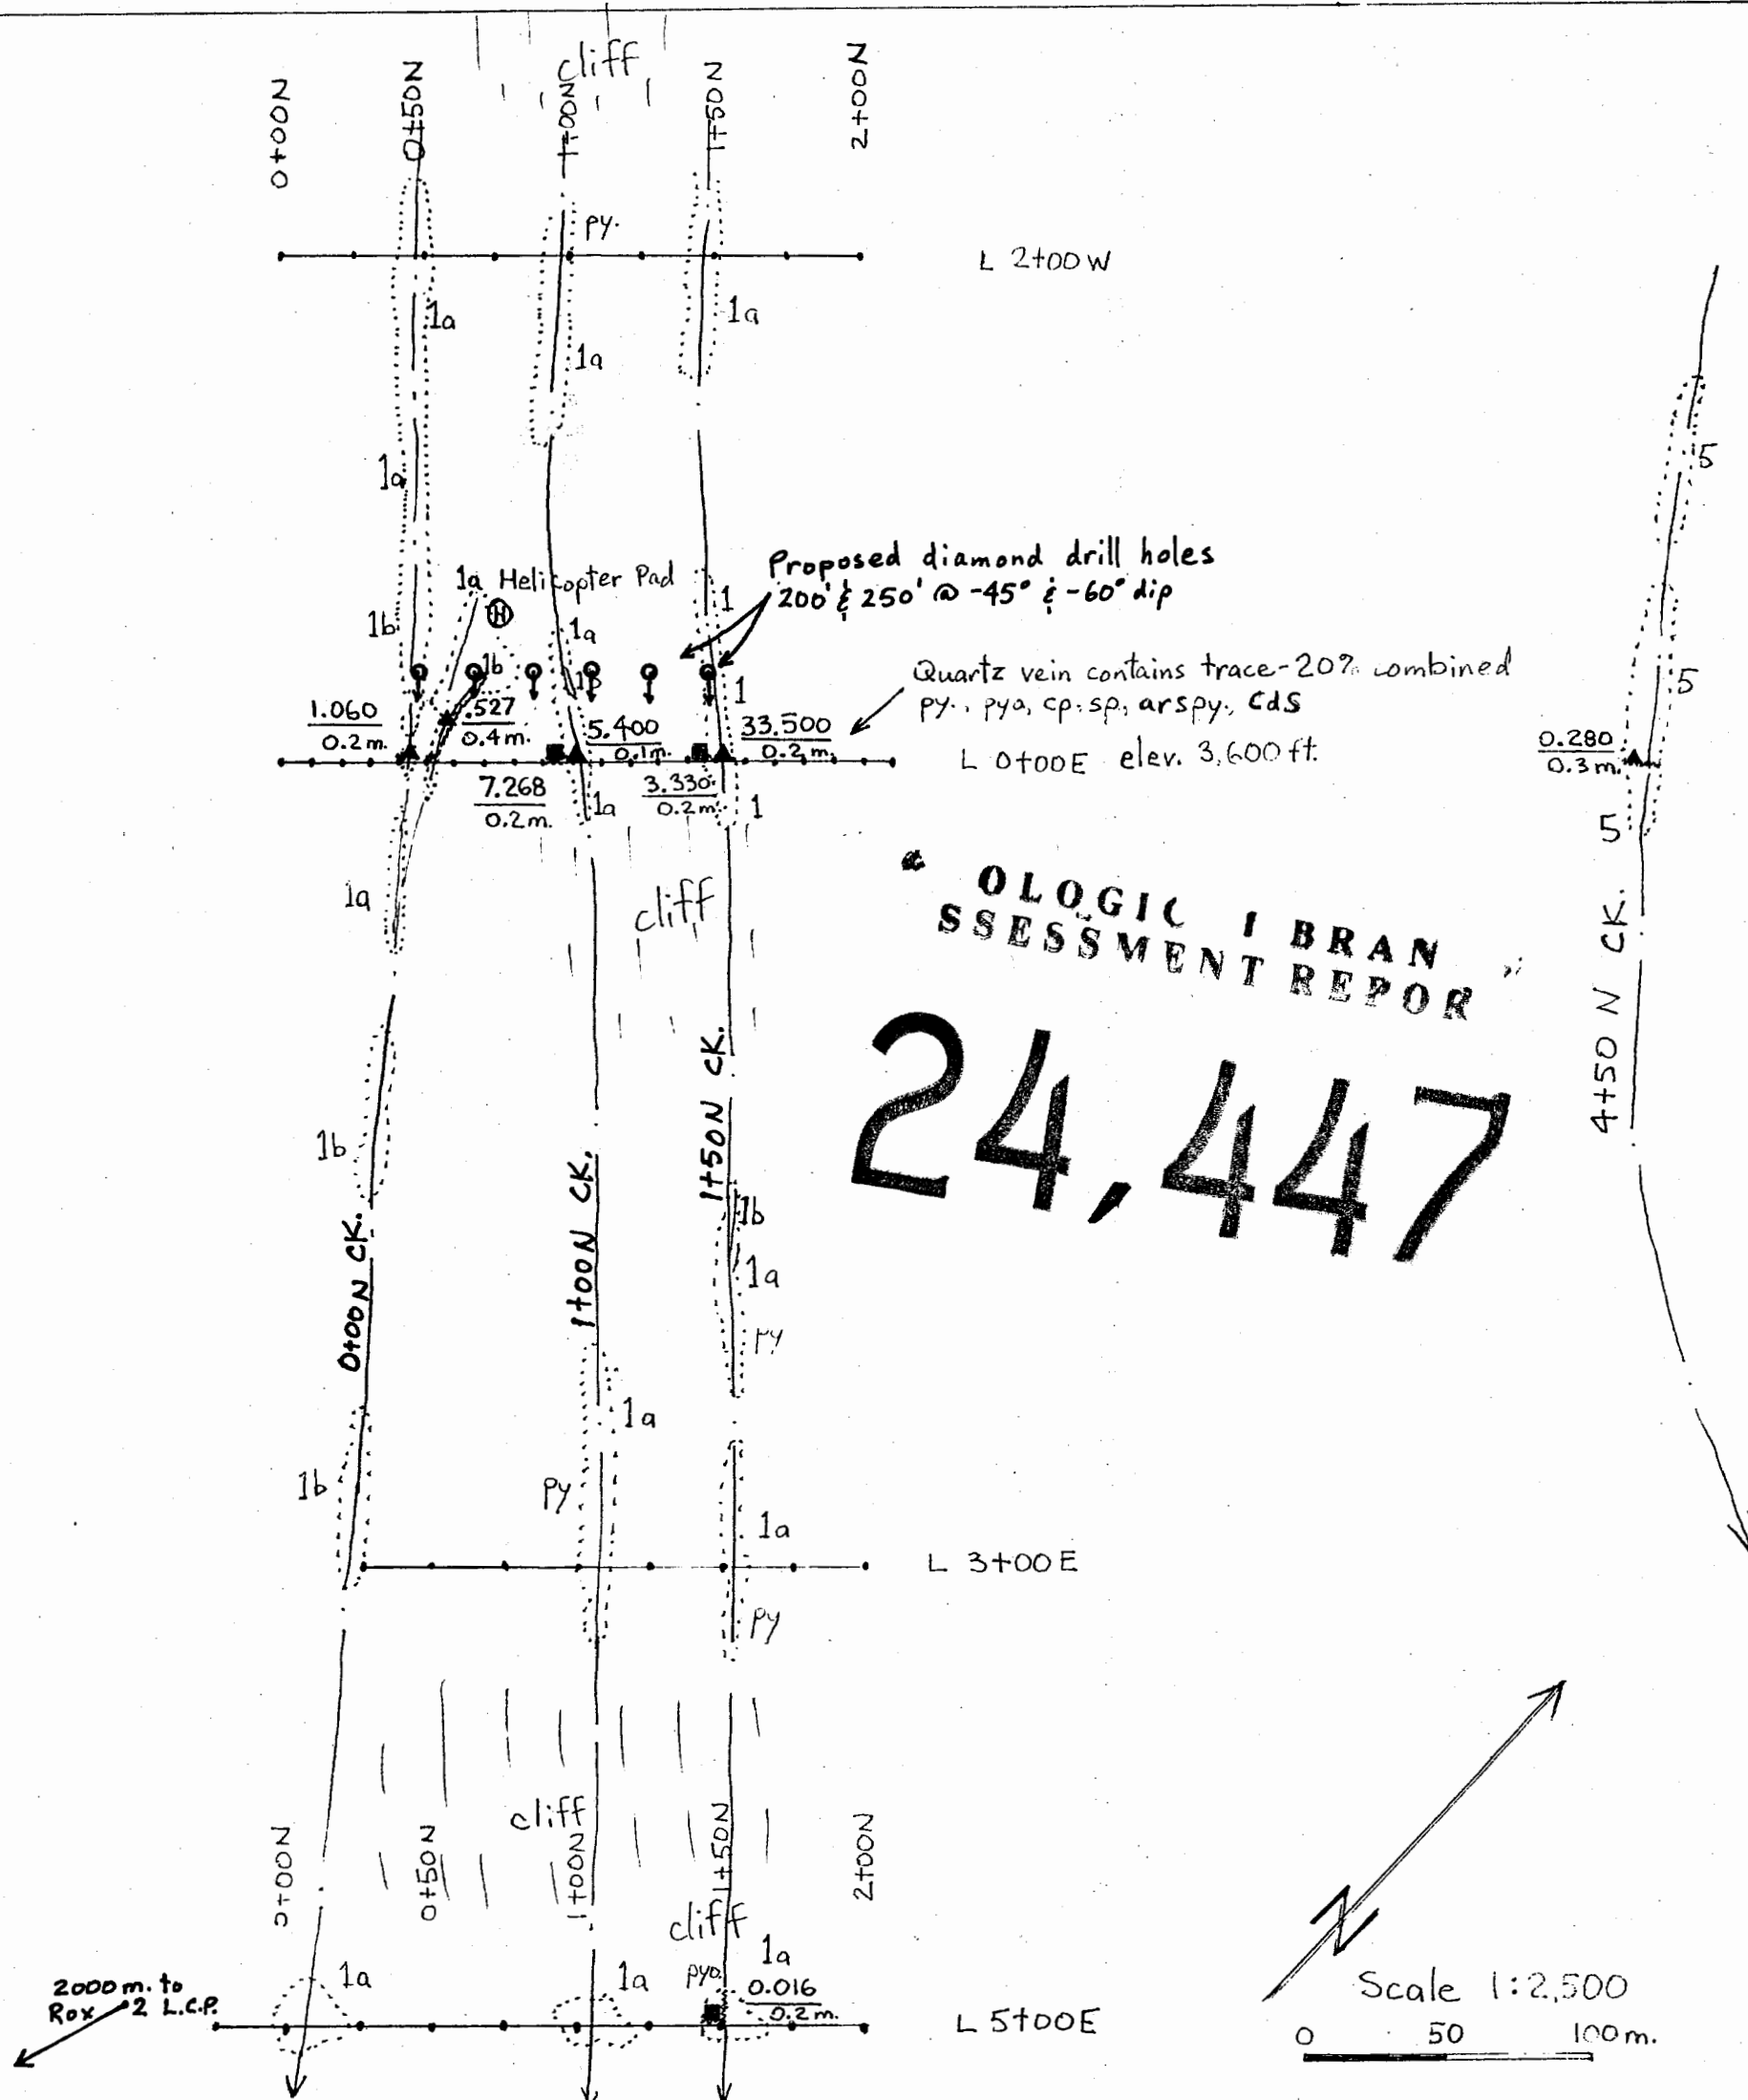 cliff
0+00N
0+50N
1+00N
1+50N
2+00N
py.
L 2+00W
1a
1a
1a
1a
5
Proposed diamond drill holes
200' & 250' @ -45° & -60° dip
1a Helicopter Pad
H
1b
1a
1
1b
1b
1
5
Quartz vein contains trace-20% combined
py., pyo, cp, sp, arspy., CdS
1.060
0.2m.
.527
0.4m.
5.400
0.1m.
33.500
0.2m.
L 0+00E elev. 3,600ft.
0.280
0.3m.
7.268
0.2m.
1a
3.330
0.2m.
1
5
1a
cliff
OLOGIC
BRAN
SSESSMENT REPOR
24,447
4+50N CK.
1b
0+00N CK.
1+00N CK.
1+50N CK.
1b
1a
py
1a
1b
py
1a
L 3+00E
py
cliff
0+50N
1+00N
1+50N
2+00N
cliff
1a
1a
1a
pyo.
0.016
0.2m.
2000m. to
Rox 2 L.C.P.
L 5+00E
N
Scale 1:2,500
0 50 100m.